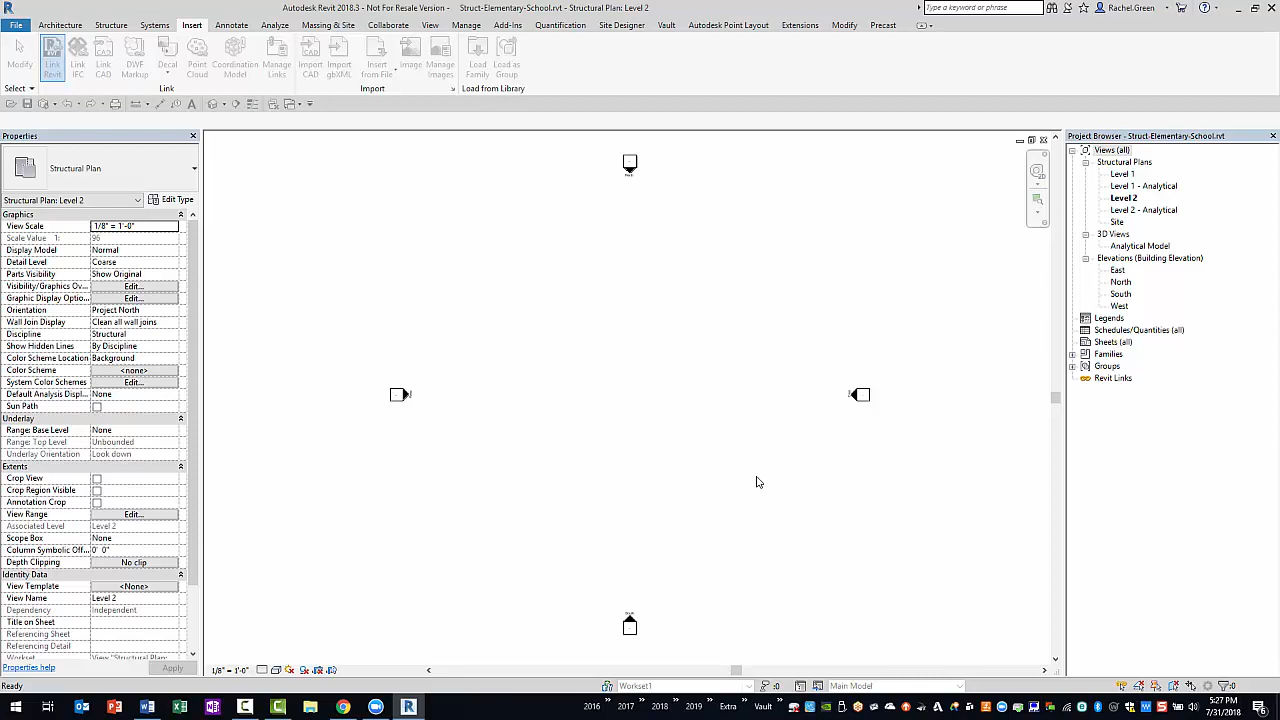 Autodesk Revit 2018.3 - Not For Resale Version - Struct-Elementary-School.rvt - Structural Plan: Level 2
Type a keyword or phrase
Rachel.Green
File Architecture Structure Systems Insert Annotate Analyze Massing & Site Collaborate View Manage Add-Ins Quantification Site Designer Vault Autodesk Point Layout Extensions Modify Precast
Modify
Link Revit
Link IFC
Link CAD
DWF Markup
Decal
Point Cloud
Coordination Model
Manage Links
Import CAD
Import gbXML
Insert from File
Image
Manage Images
Load Family
Load as Group
Select
Link
Import
Load from Library
Properties
Structural Plan
Structural Plan: Level 2
Edit Type
Graphics
View Scale 1/8" = 1'-0"
Scale Value 1: 96
Display Model Normal
Detail Level Coarse
Parts Visibility Show Original
Visibility/Graphics Ov... Edit...
Graphic Display Optio... Edit...
Orientation Project North
Wall Join Display Clean all wall joins
Discipline Structural
Show Hidden Lines By Discipline
Color Scheme Location Background
Color Scheme <none>
System Color Schemes Edit...
Default Analysis Displ... None
Sun Path
Underlay
Range: Base Level None
Range: Top Level Unbounded
Underlay Orientation Look down
Extents
Crop View
Crop Region Visible
Annotation Crop
View Range Edit...
Associated Level Level 2
Scope Box None
Column Symbolic Off... 0' 0"
Depth Clipping No clip
Identity Data
View Template <None>
View Name Level 2
Dependency Independent
Title on Sheet
Referencing Sheet
Referencing Detail
Workset View "Structural Plan:
Properties help
Apply
1/8" = 1'-0"
Project Browser - Struct-Elementary-School.rvt
Views (all)
Structural Plans
Level 1
Level 1 - Analytical
Level 2
Level 2 - Analytical
Site
3D Views
Analytical Model
Elevations (Building Elevation)
East
North
South
West
Legends
Schedules/Quantities (all)
Sheets (all)
Families
Groups
Revit Links
Ready
Workset1
:0
Main Model
:0
2016 2017 2018 2019 Extra Vault
5:27 PM
7/31/2018